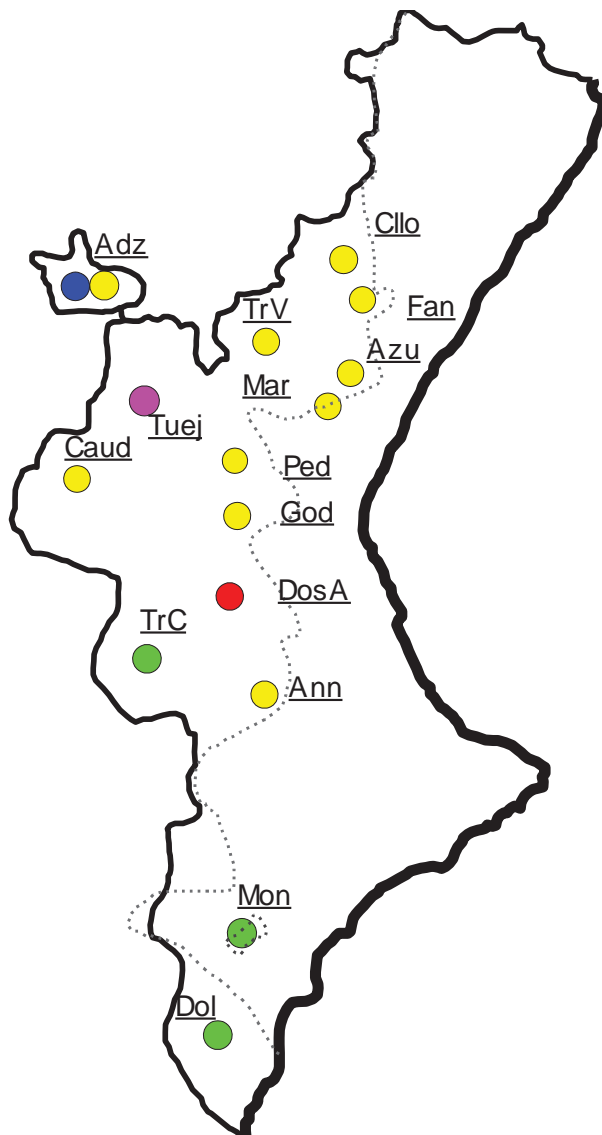 Cllo
Adz
Fan
TrV
Azu
Mar
Tuej
Caud
Ped
God
DosA
TrC
Ann
Mon
Dol